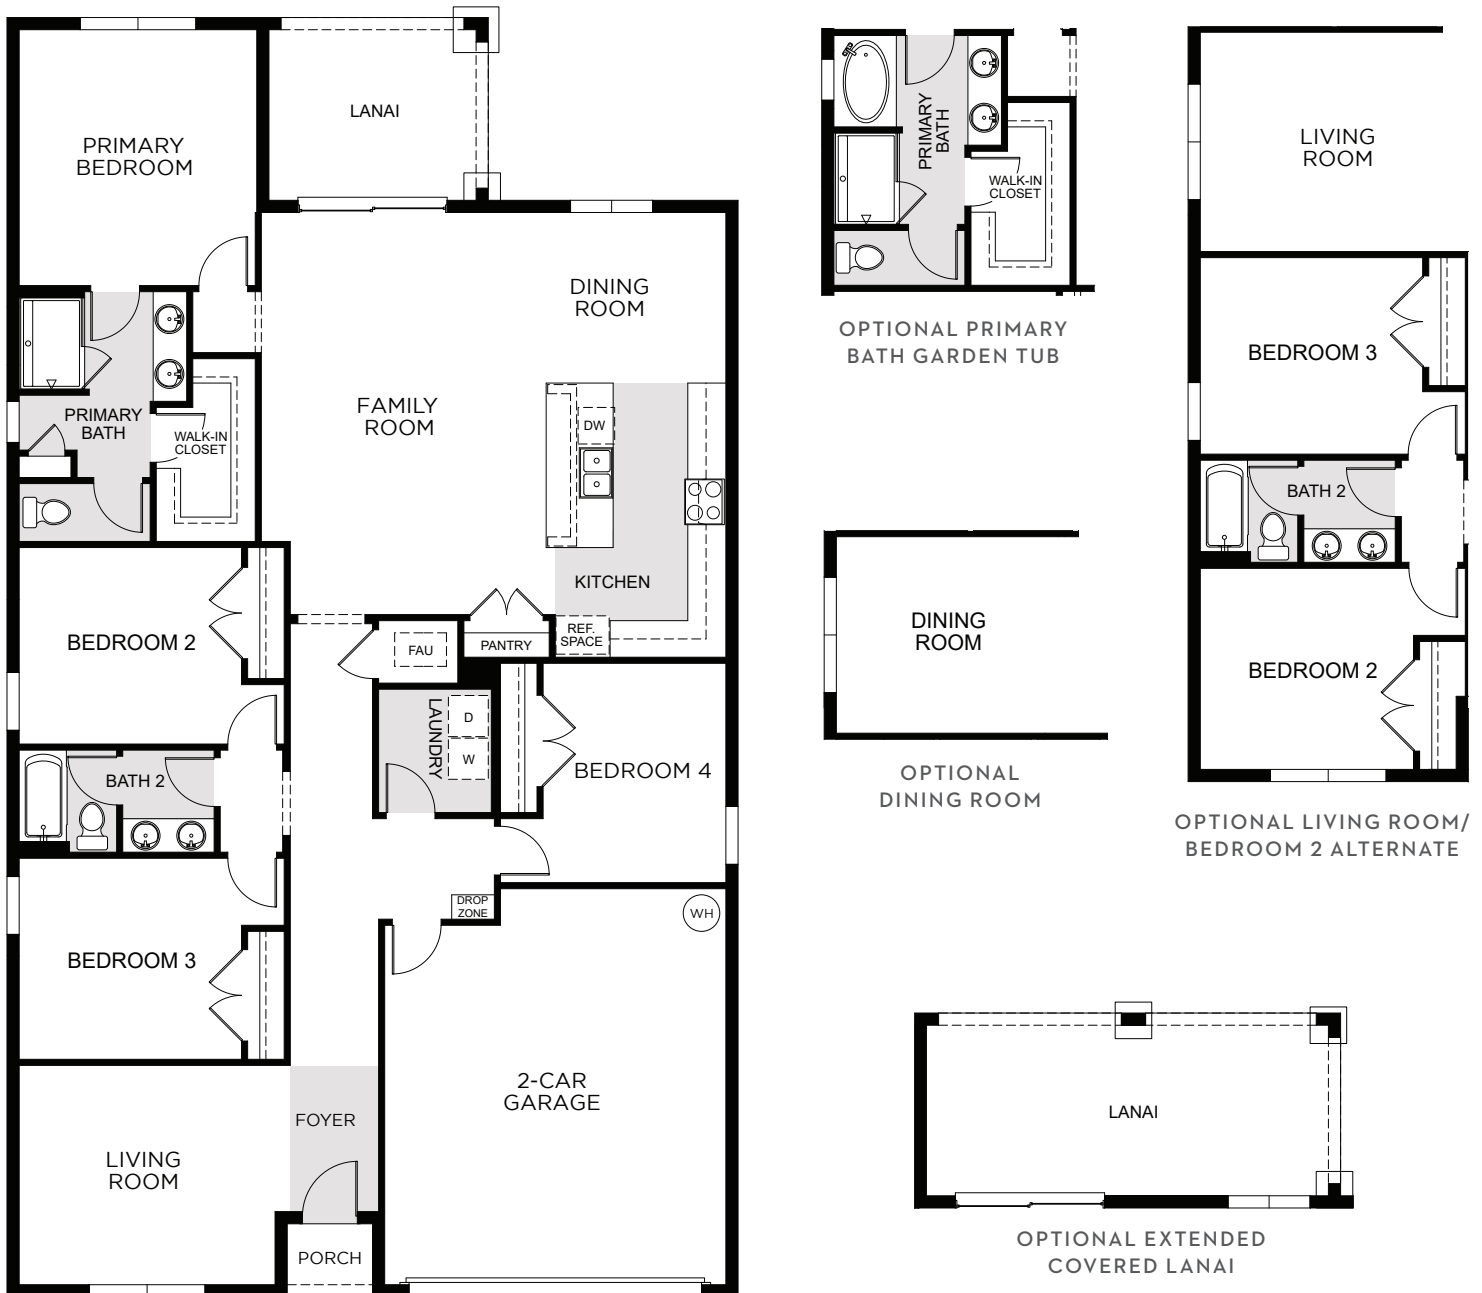 LANAI
PRIMARY
BEDROOM
DINING
ROOM
FAMILY
ROOM
DW
PRIMARY
BATH
WALK-IN
CLOSET
KITCHEN
REF.
SPACE
PANTRY
FAU
BEDROOM 2
LAUNDRY
D
W
BEDROOM 4
BATH 2
DROP
ZONE
WH
BEDROOM 3
2-CAR
GARAGE
FOYER
LIVING
ROOM
PORCH
PRIMARY
BATH
WALK-IN
CLOSET
OPTIONAL PRIMARY
BATH GARDEN TUB
DINING
ROOM
OPTIONAL
DINING ROOM
LIVING
ROOM
BEDROOM 3
BATH 2
BEDROOM 2
OPTIONAL LIVING ROOM/
BEDROOM 2 ALTERNATE
LANAI
OPTIONAL EXTENDED
COVERED LANAI